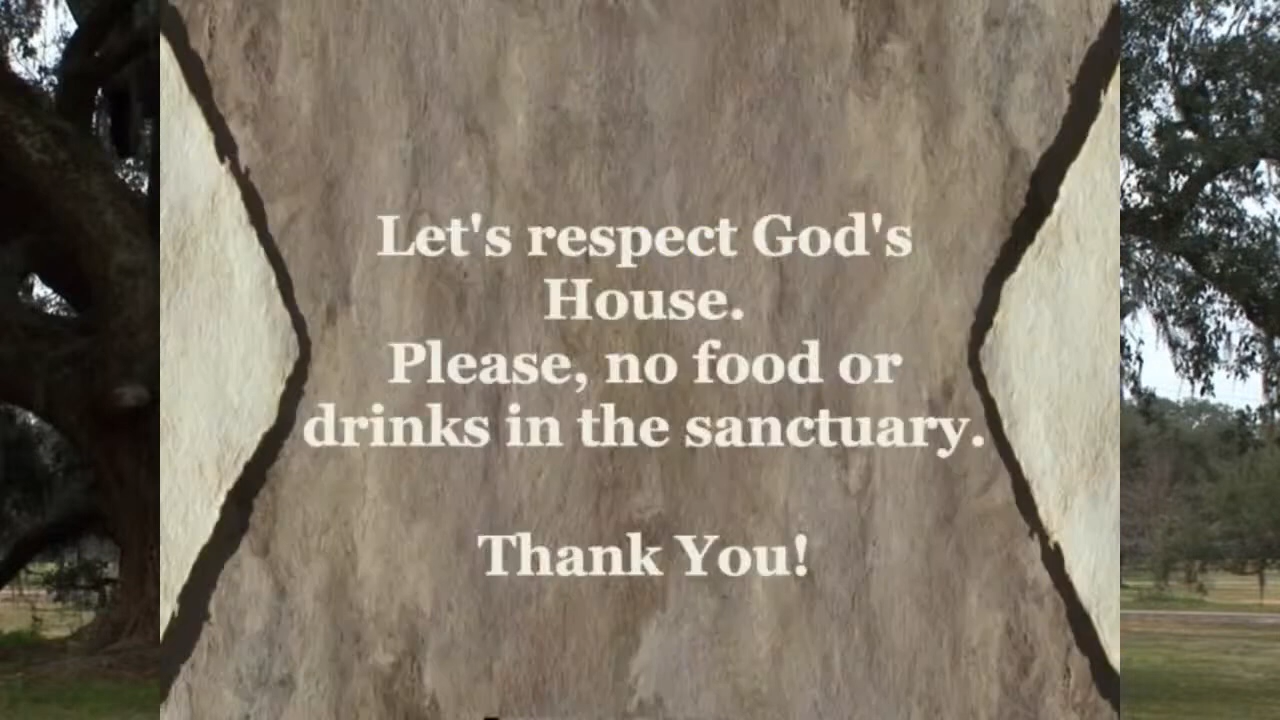 Let's respect God's
House.
Please, no food or
drinks in the sanctuary.
Thank You!